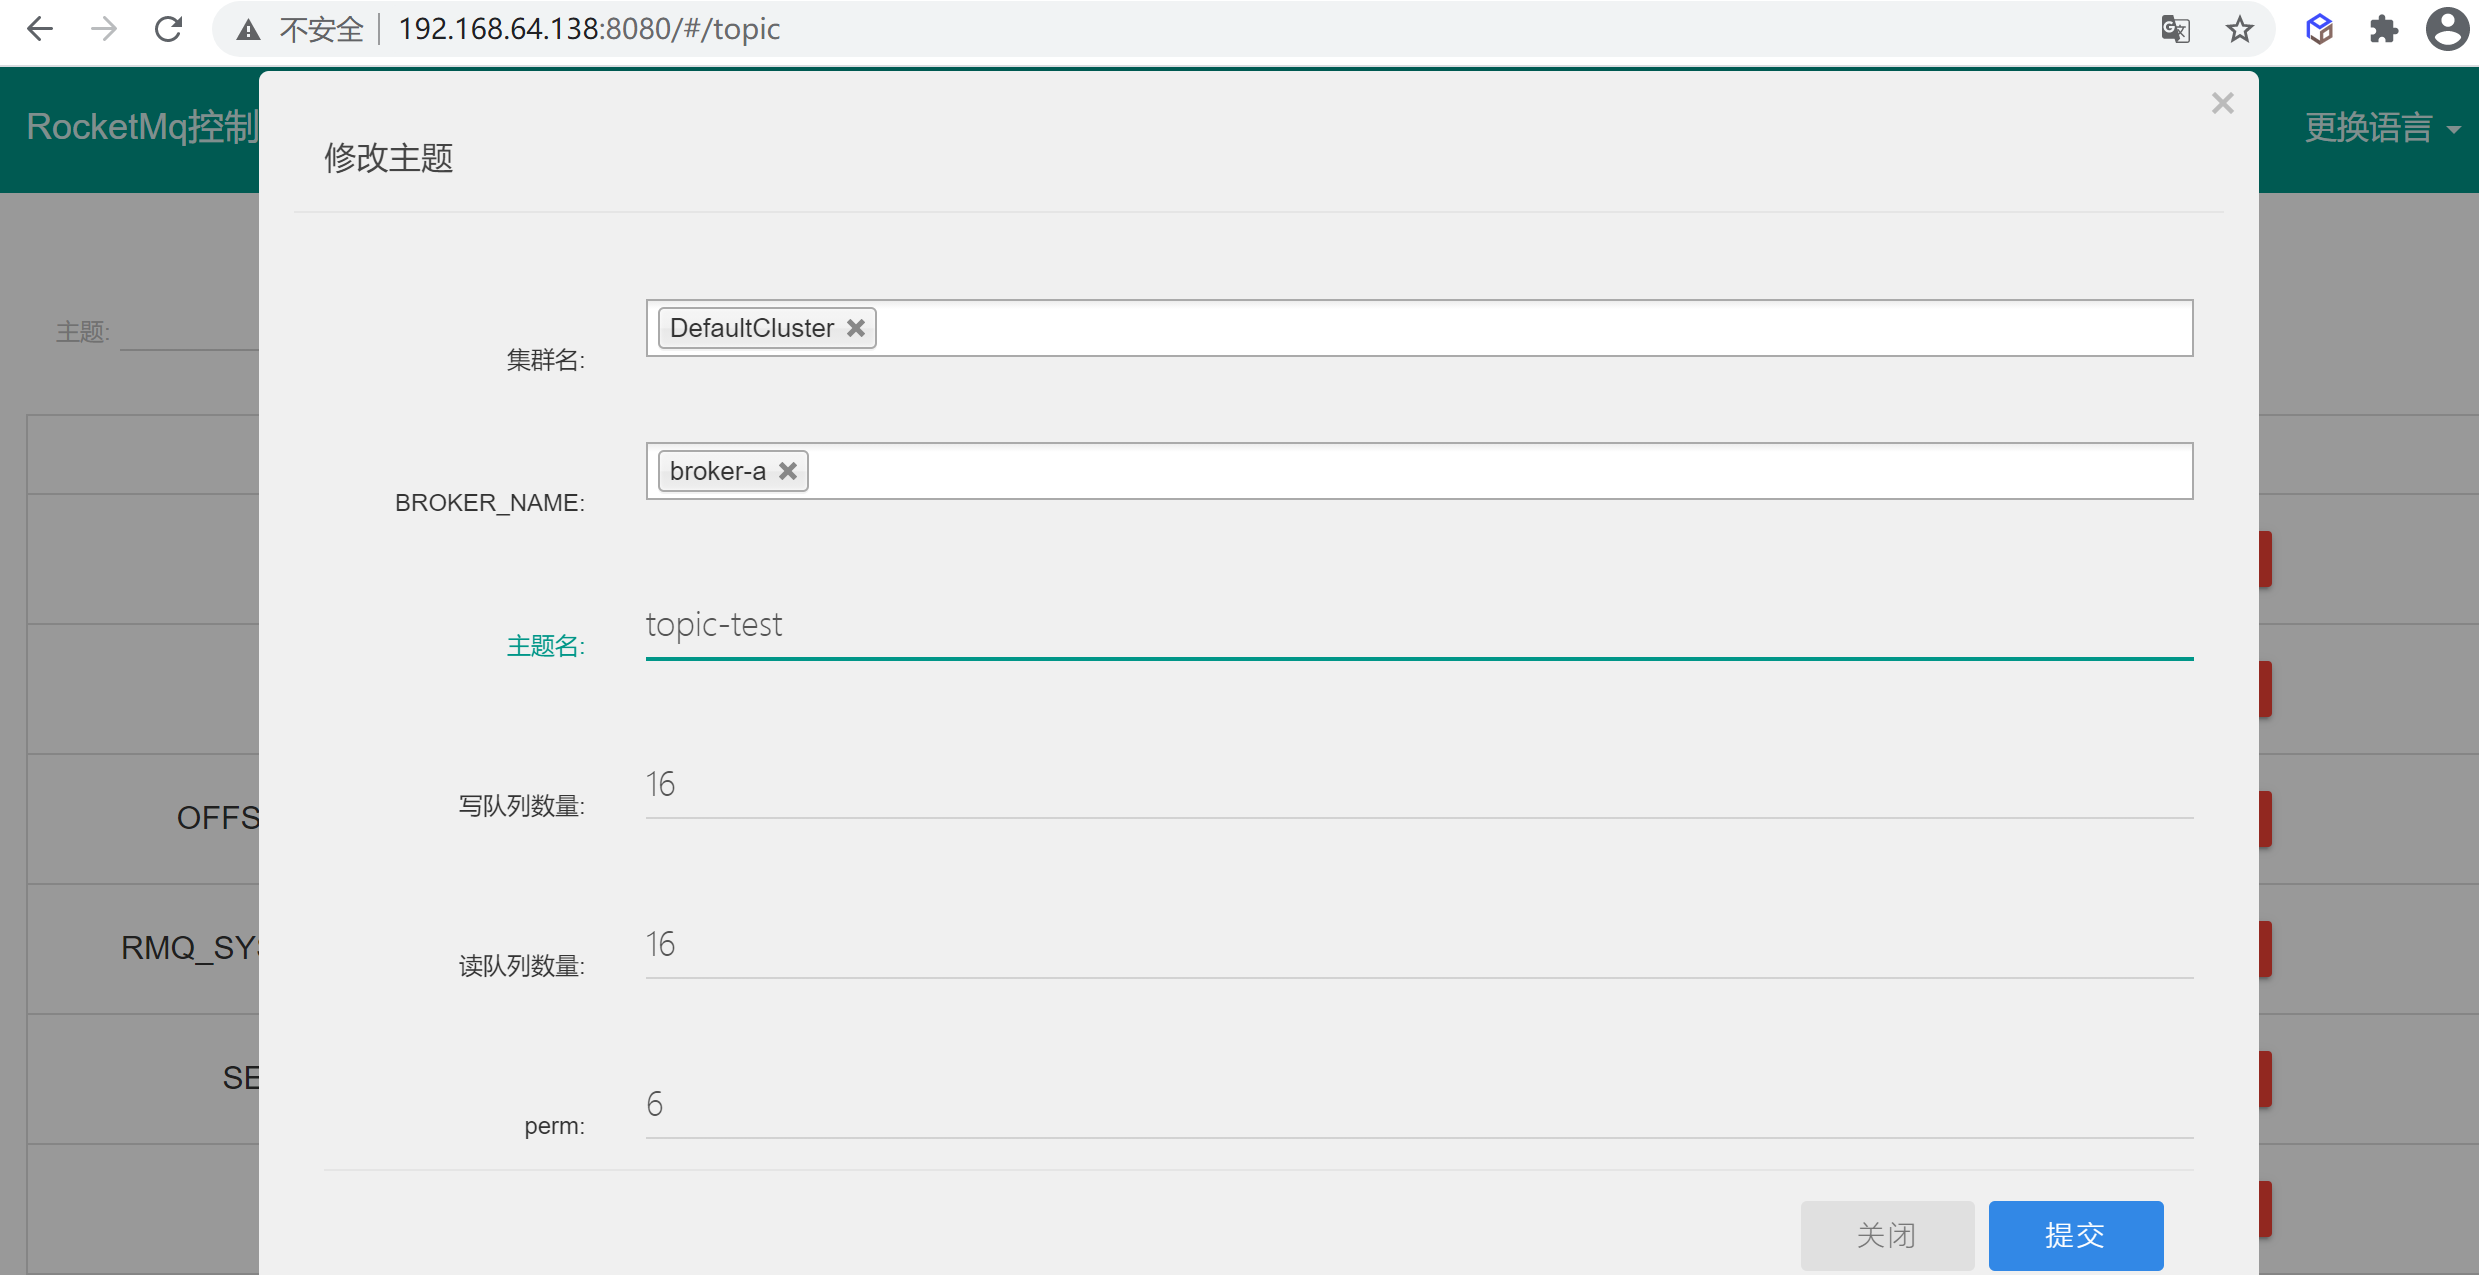 不安全 192.168.64.138:8080/#/topic
RocketMq控制
更换语言
修改主题
主题:
集群名: DefaultCluster
BROKER_NAME: broker-a
主题名: topic-test
写队列数量: 16
OFFS
读队列数量: 16
RMQ_SYS
SE
perm: 6
关闭 提交